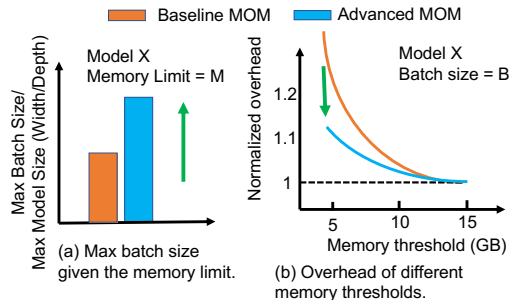 Baseline MOM
Advanced MOM
Max Batch Size/
Max Model Size (Width/Depth)
Model X
Memory Limit = M
(a) Max batch size
given the memory limit.
Normalized overhead
1.2
1.1
1
Model X
Batch size = B
5
10
15
Memory threshold (GB)
(b) Overhead of different
memory thresholds.